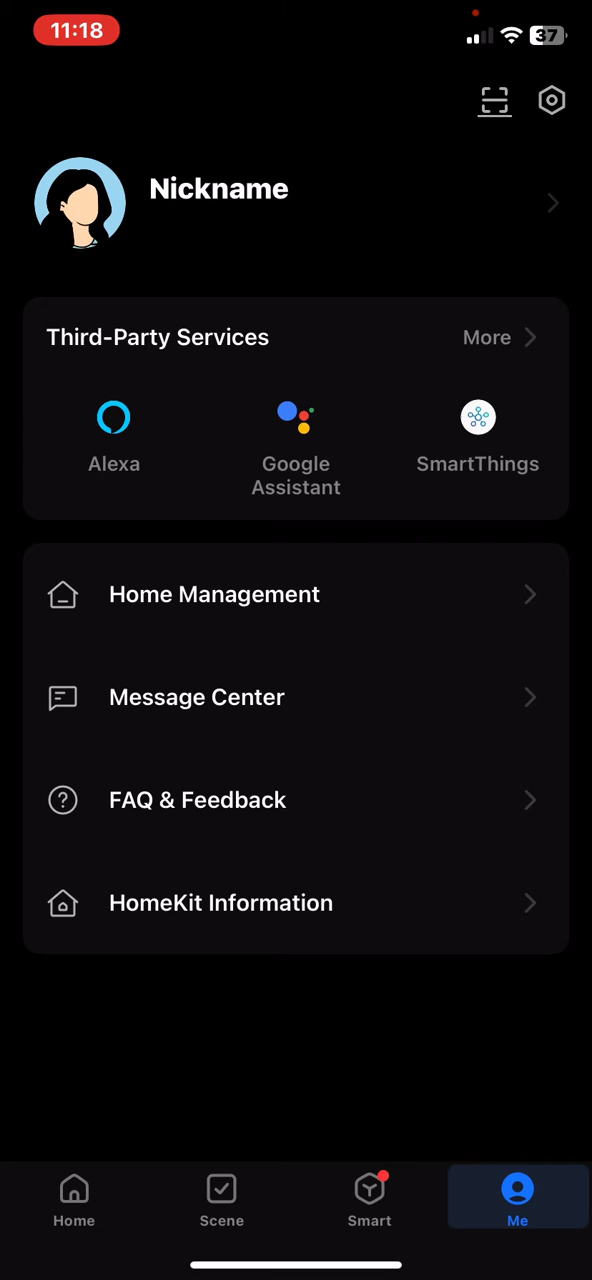 11:18
37
Nickname
Third-Party Services
More
Alexa
Google
Assistant
SmartThings
Home Management
Message Center
FAQ & Feedback
HomeKit Information
Home
Scene
Smart
Me